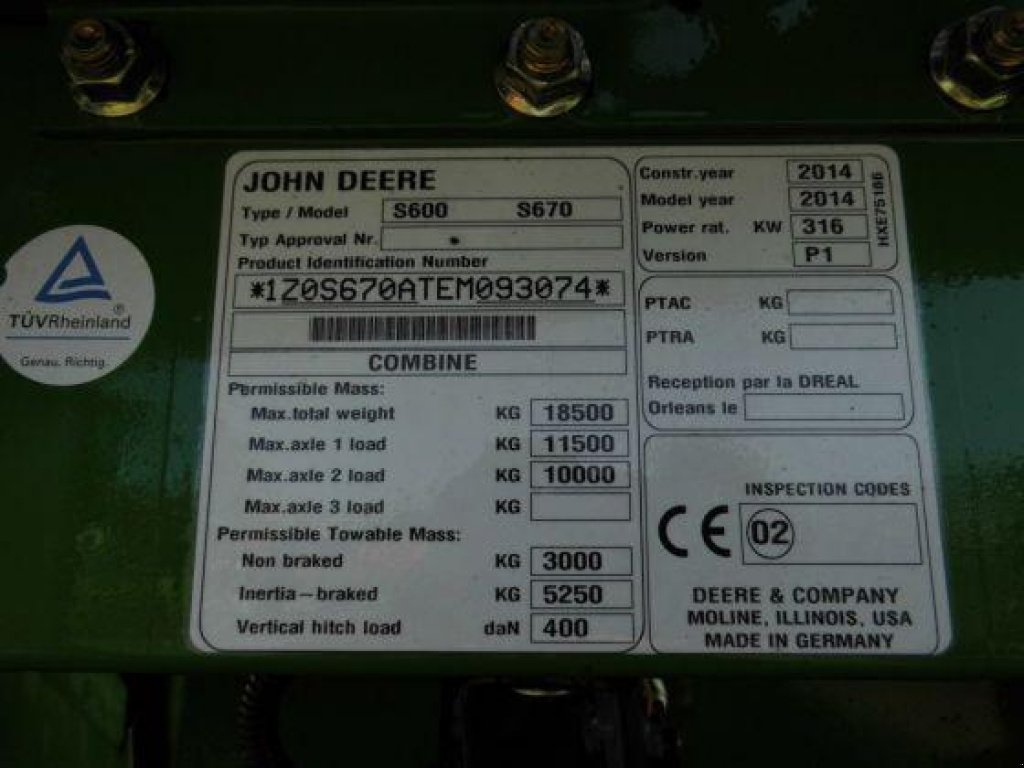 JOHN DEERE
Type / Model S600 S670
Typ Approval Nr.
Product Identification Number
*1Z0S670ATEM093074*
COMBINE
Permissible Mass:
Max.total weight KG 18500
Max.axle 1 load KG 11500
Max.axle 2 load KG 10000
Max.axle 3 load KG
Permissible Towable Mass:
Non braked KG 3000
Inertia-braked KG 5250
Vertical hitch load daN 400
Constr.year 2014
Model year 2014
Power rat. KW 316
Version P1
HXE75186
PTAC KG
PTRA KG
Reception par la DREAL
Orleans le
INSPECTION CODES
CE 02
DEERE & COMPANY
MOLINE, ILLINOIS, USA
MADE IN GERMANY
TÜVRheinland
Genau. Richtig.